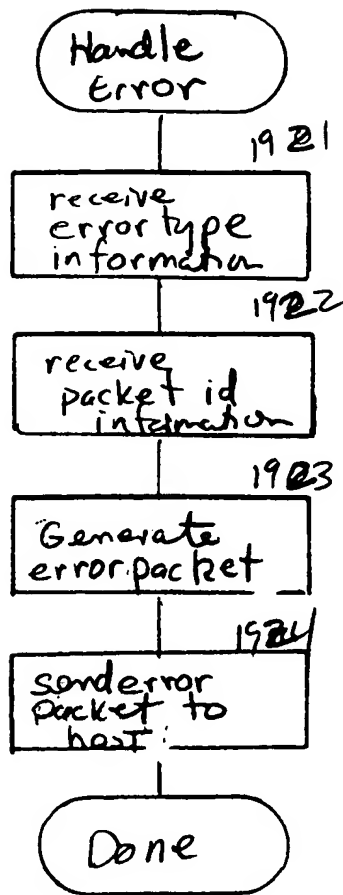 Handle
Error
1921
receive
error type
information
1922
receive
packet id
information
1923
Generate
error packet
1924
send error
packet to
host
Done